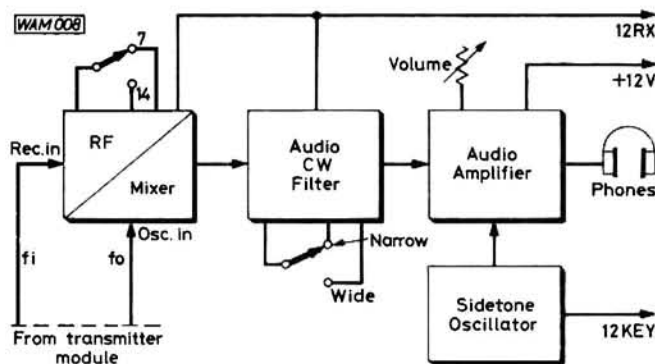 WAM 008
7
14
12RX
Volume
+12V
Rec.in
RF
Mixer
Audio
CW
Filter
Audio
Amplifier
Phones
Osc. in
fi
fo
Narrow
Wide
Sidetone
Oscillator
12KEY
From transmitter
module